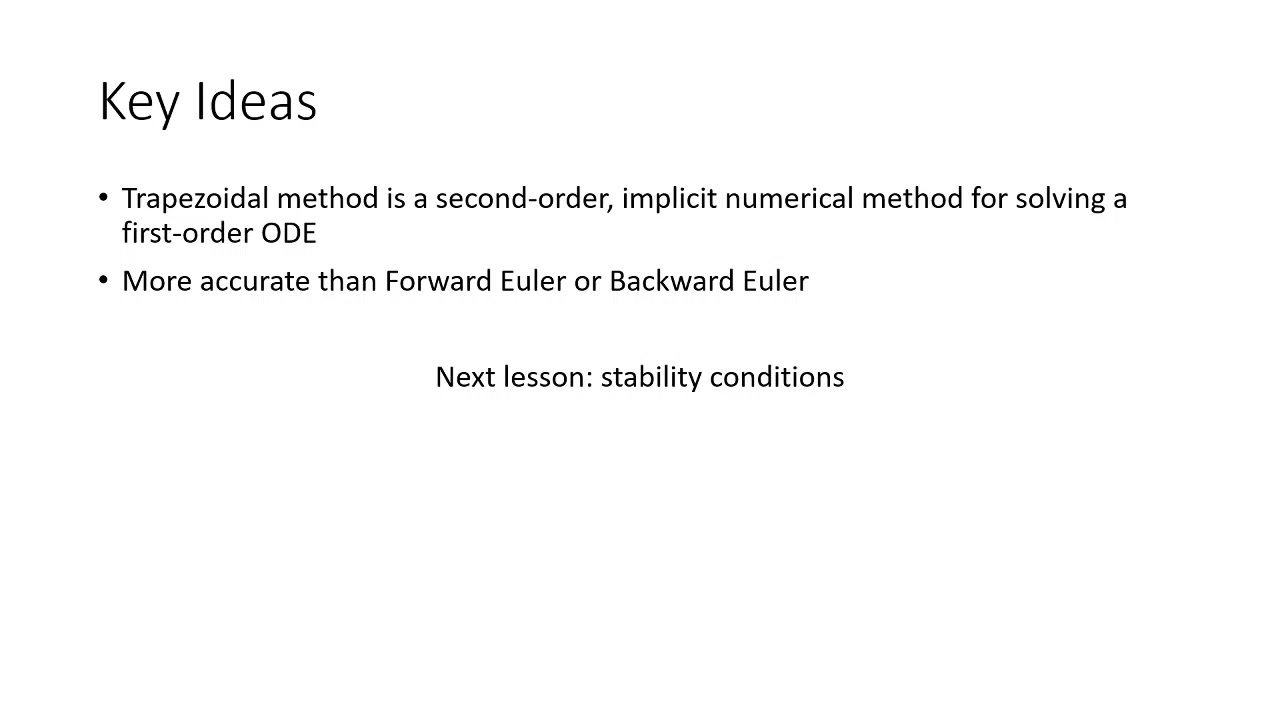 Key Ideas
• Trapezoidal method is a second-order, implicit numerical method for solving a
first-order ODE
• More accurate than Forward Euler or Backward Euler
Next lesson: stability conditions